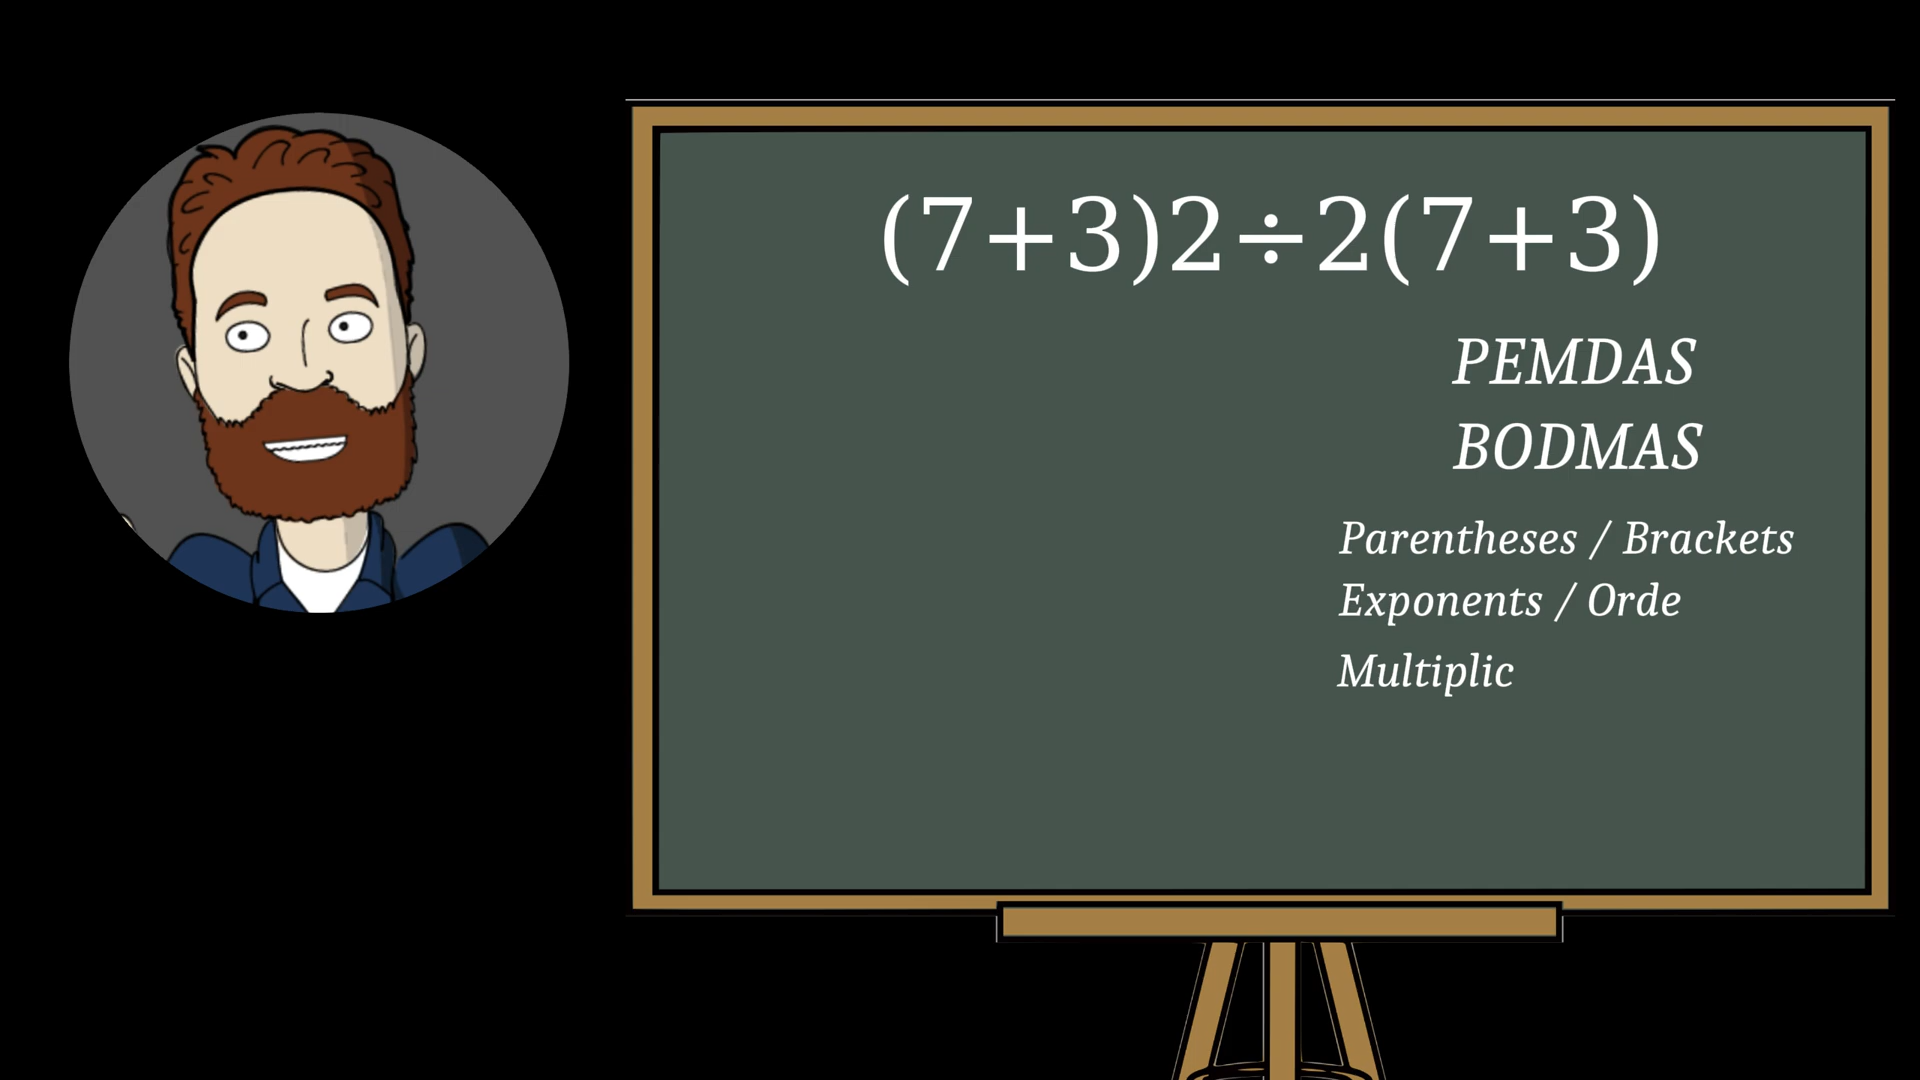 (7+3)2÷2(7+3)
PEMDAS
BODMAS
Parentheses / Brackets
Exponents / Orde
Multiplic